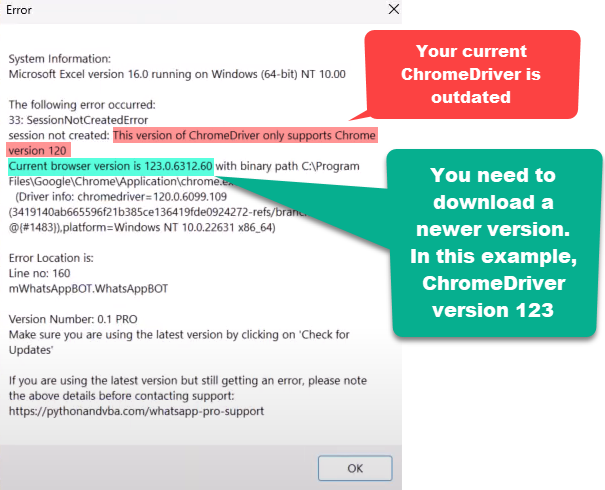 Error
System Information:
Microsoft Excel version 16.0 running on Windows (64-bit) NT 10.00
The following error occurred:
33: SessionNotCreatedError
session not created: This version of ChromeDriver only supports Chrome
version 120
Current browser version is 123.0.6312.60 with binary path C:\Program
Files\Google\Chrome\Application\chrome.ex
(Driver info: chromedriver=120.0.6099.109
(3419140ab665596f21b385ce136419fde0924272-refs/branc
@{#1483}),platform=Windows NT 10.0.22631 x86_64)
Error Location is:
Line no: 160
mWhatsAppBOT.WhatsAppBOT
Version Number: 0.1 PRO
Make sure you are using the latest version by clicking on 'Check for
Updates'
If you are using the latest version but still getting an error, please note
the above details before contacting support:
https://pythonandvba.com/whatsapp-pro-support
OK
Your current
ChromeDriver is
outdated
You need to
download a
newer version.
In this example,
ChromeDriver
version 123